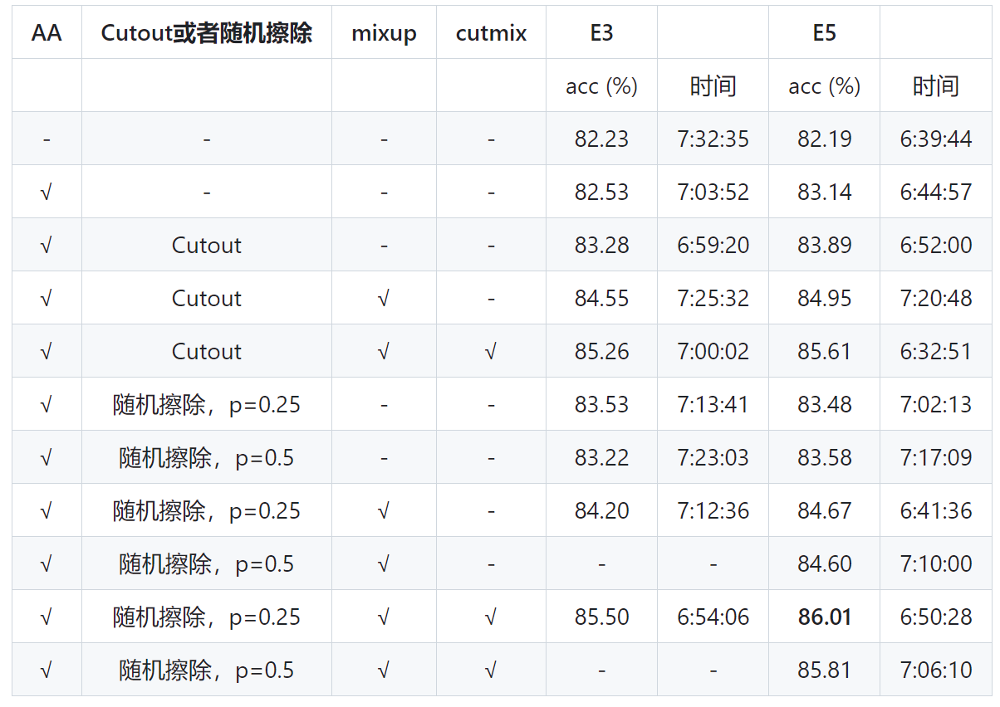 AA Cutout或者随机擦除 mixup cutmix E3 E5
acc (%) 时间 acc (%) 时间
- - - - 82.23 7:32:35 82.19 6:39:44
√ - - - 82.53 7:03:52 83.14 6:44:57
√ Cutout - - 83.28 6:59:20 83.89 6:52:00
√ Cutout √ - 84.55 7:25:32 84.95 7:20:48
√ Cutout √ √ 85.26 7:00:02 85.61 6:32:51
√ 随机擦除，p=0.25 - - 83.53 7:13:41 83.48 7:02:13
√ 随机擦除，p=0.5 - - 83.22 7:23:03 83.58 7:17:09
√ 随机擦除，p=0.25 √ - 84.20 7:12:36 84.67 6:41:36
√ 随机擦除，p=0.5 √ - - - 84.60 7:10:00
√ 随机擦除，p=0.25 √ √ 85.50 6:54:06 86.01 6:50:28
√ 随机擦除，p=0.5 √ √ - - 85.81 7:06:10